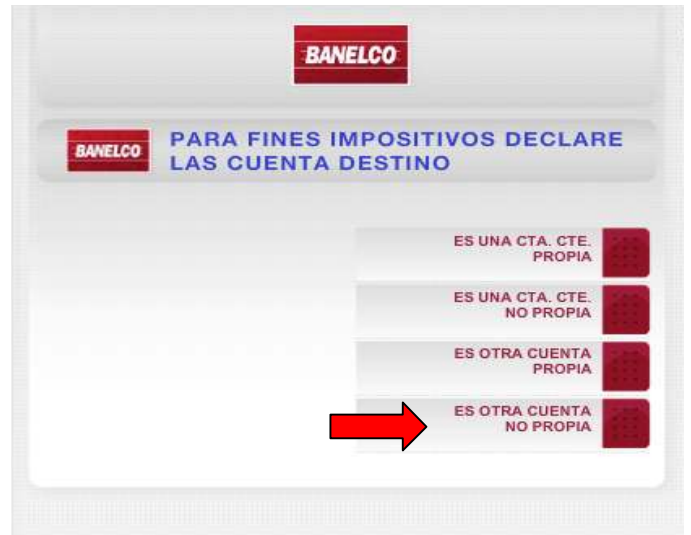 BANELCO
BANELCO
PARA FINES IMPOSITIVOS DECLARE
LAS CUENTA DESTINO
ES UNA CTA. CTE.
PROPIA
ES UNA CTA. CTE.
NO PROPIA
ES OTRA CUENTA
PROPIA
ES OTRA CUENTA
NO PROPIA